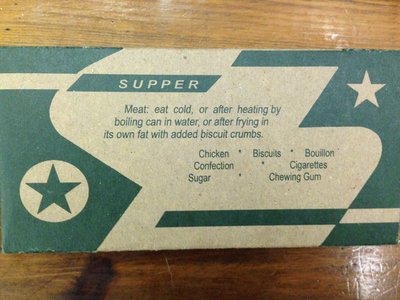 SUPPER
Meat: eat cold, or after heating by
boiling can in water, or after frying in
its own fat with added biscuit crumbs.
Chicken * Biscuits * Bouillon
Confection * Cigarettes
Sugar * Chewing Gum